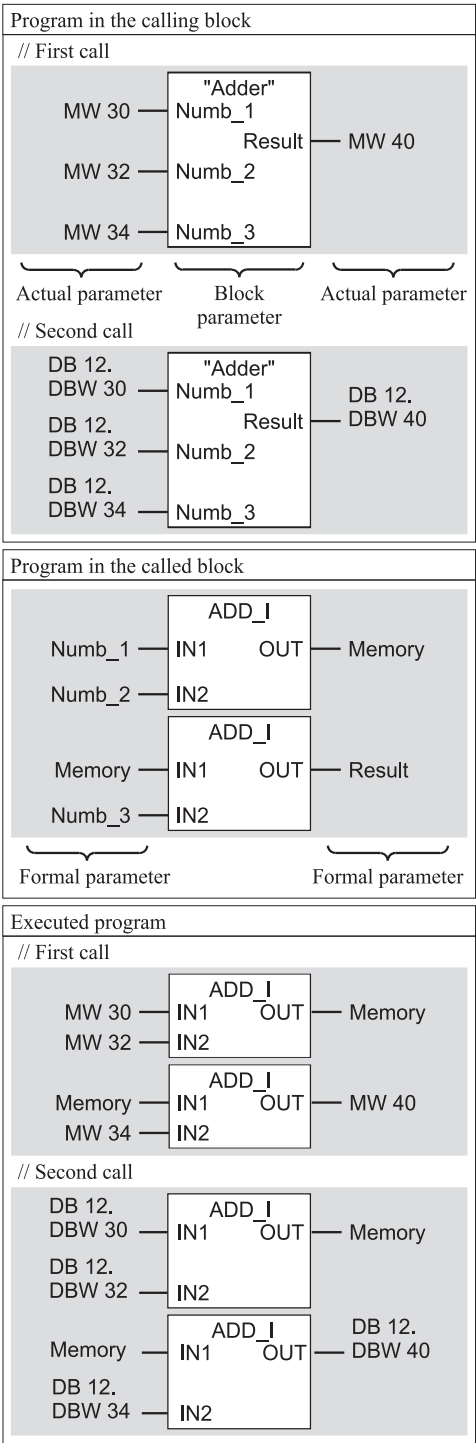 Program in the calling block
// First call
"Adder"
MW 30 Numb_1
Result MW 40
MW 32 Numb_2
MW 34 Numb_3
Actual parameter Block parameter Actual parameter
// Second call
DB 12. "Adder"
DBW 30 Numb_1 DB 12.
DB 12. Result DBW 40
DBW 32 Numb_2
DB 12.
DBW 34 Numb_3
Program in the called block
ADD_I
Numb_1 IN1 OUT Memory
Numb_2 IN2
ADD_I
Memory IN1 OUT Result
Numb_3 IN2
Formal parameter Formal parameter
Executed program
// First call
ADD_I
MW 30 IN1 OUT Memory
MW 32 IN2
ADD_I
Memory IN1 OUT MW 40
MW 34 IN2
// Second call
DB 12. ADD_I
DBW 30 IN1 OUT Memory
DB 12.
DBW 32 IN2
ADD_I DB 12.
Memory IN1 OUT DBW 40
DB 12.
DBW 34 IN2